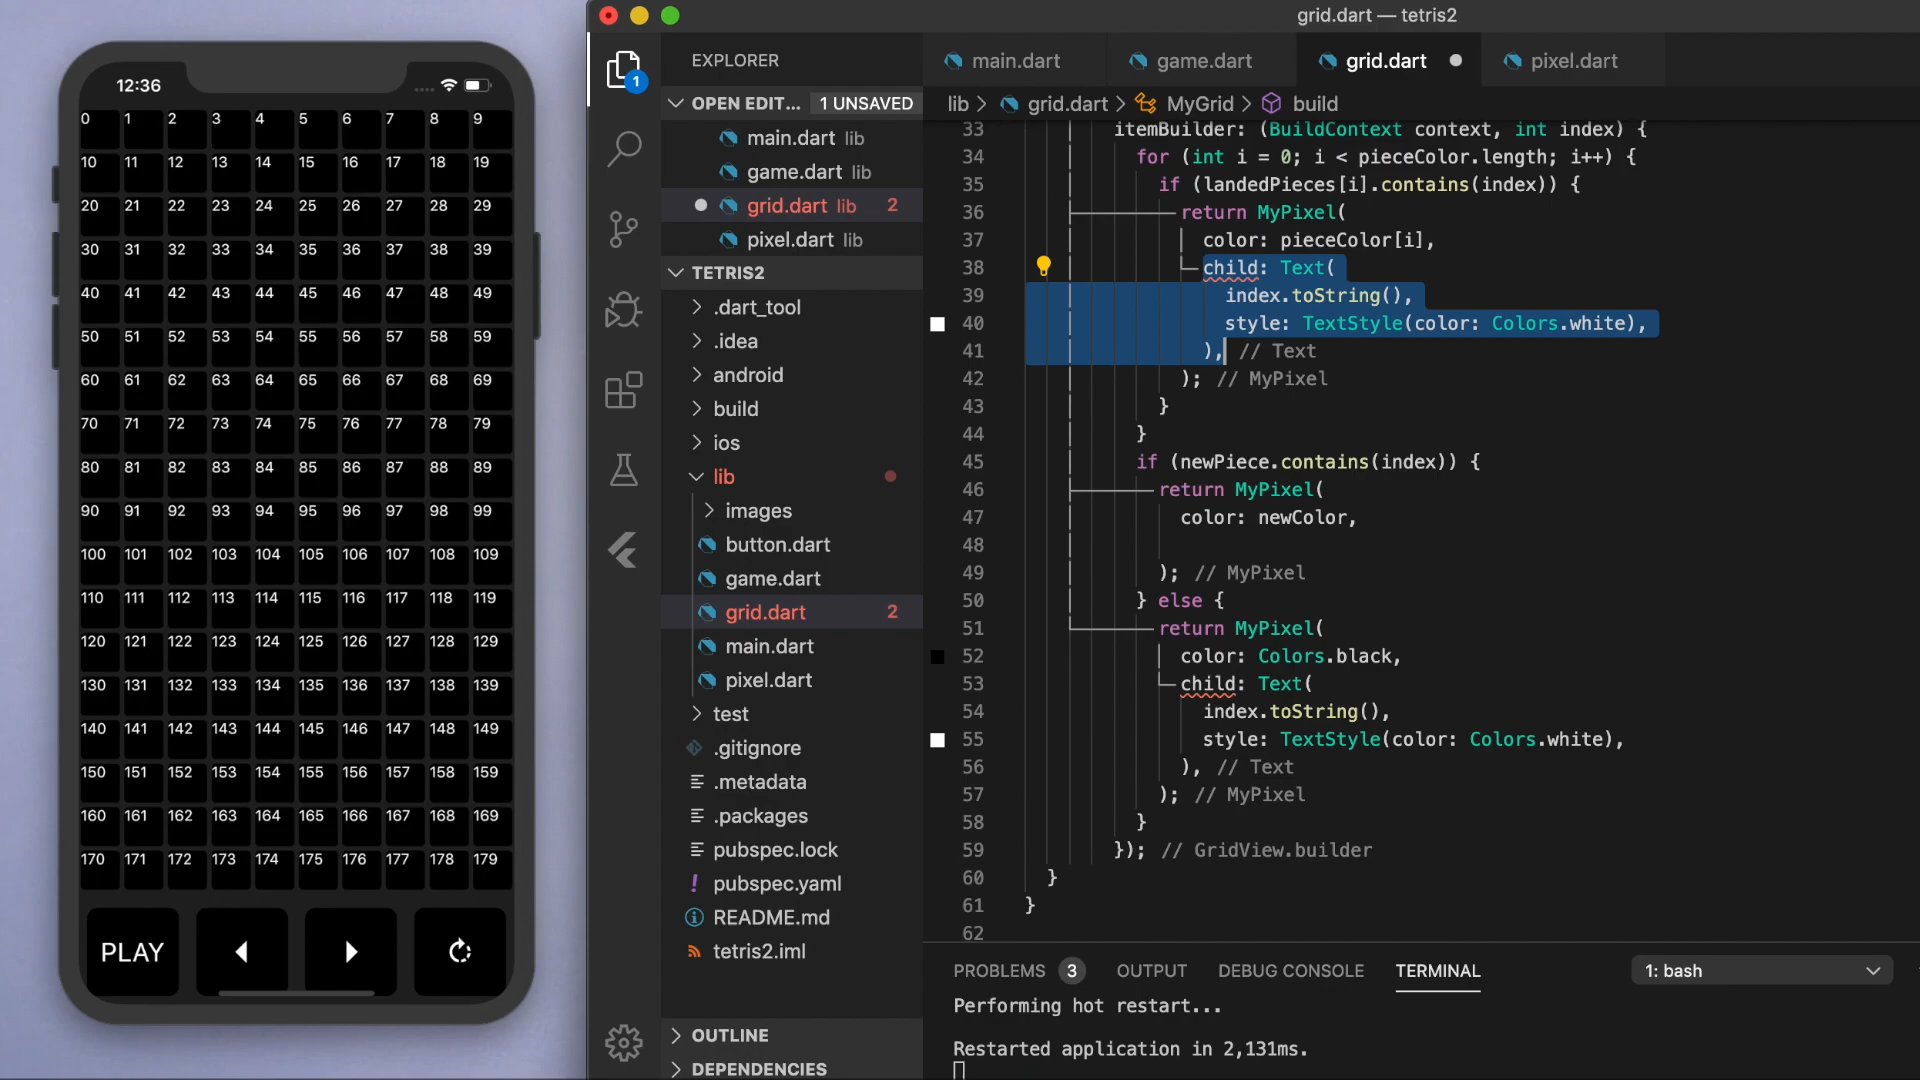 12:36
0 1 2 3 4 5 6 7 8 9
10 11 12 13 14 15 16 17 18 19
20 21 22 23 24 25 26 27 28 29
30 31 32 33 34 35 36 37 38 39
40 41 42 43 44 45 46 47 48 49
50 51 52 53 54 55 56 57 58 59
60 61 62 63 64 65 66 67 68 69
70 71 72 73 74 75 76 77 78 79
80 81 82 83 84 85 86 87 88 89
90 91 92 93 94 95 96 97 98 99
100 101 102 103 104 105 106 107 108 109
110 111 112 113 114 115 116 117 118 119
120 121 122 123 124 125 126 127 128 129
130 131 132 133 134 135 136 137 138 139
140 141 142 143 144 145 146 147 148 149
150 151 152 153 154 155 156 157 158 159
160 161 162 163 164 165 166 167 168 169
170 171 172 173 174 175 176 177 178 179
PLAY
grid.dart — tetris2
1
EXPLORER
OPEN EDIT... 1 UNSAVED
main.dart lib
game.dart lib
grid.dart lib 2
pixel.dart lib
TETRIS2
.dart_tool
.idea
android
build
ios
lib
images
button.dart
game.dart
grid.dart 2
main.dart
pixel.dart
test
.gitignore
.metadata
.packages
pubspec.lock
pubspec.yaml
README.md
tetris2.iml
OUTLINE
DEPENDENCIES
main.dart game.dart grid.dart pixel.dart
lib > grid.dart > MyGrid > build
33 itemBuilder: (BuildContext context, int index) {
34 for (int i = 0; i < pieceColor.length; i++) {
35 if (landedPieces[i].contains(index)) {
36 return MyPixel(
37 color: pieceColor[i],
38 child: Text(
39 index.toString(),
40 style: TextStyle(color: Colors.white),
41 ), // Text
42 ); // MyPixel
43 }
44 }
45 if (newPiece.contains(index)) {
46 return MyPixel(
47 color: newColor,
48
49 ); // MyPixel
50 } else {
51 return MyPixel(
52 color: Colors.black,
53 child: Text(
54 index.toString(),
55 style: TextStyle(color: Colors.white),
56 ), // Text
57 ); // MyPixel
58 }
59 }); // GridView.builder
60 }
61 }
62
PROBLEMS 3 OUTPUT DEBUG CONSOLE TERMINAL 1: bash
Performing hot restart...
Restarted application in 2,131ms.